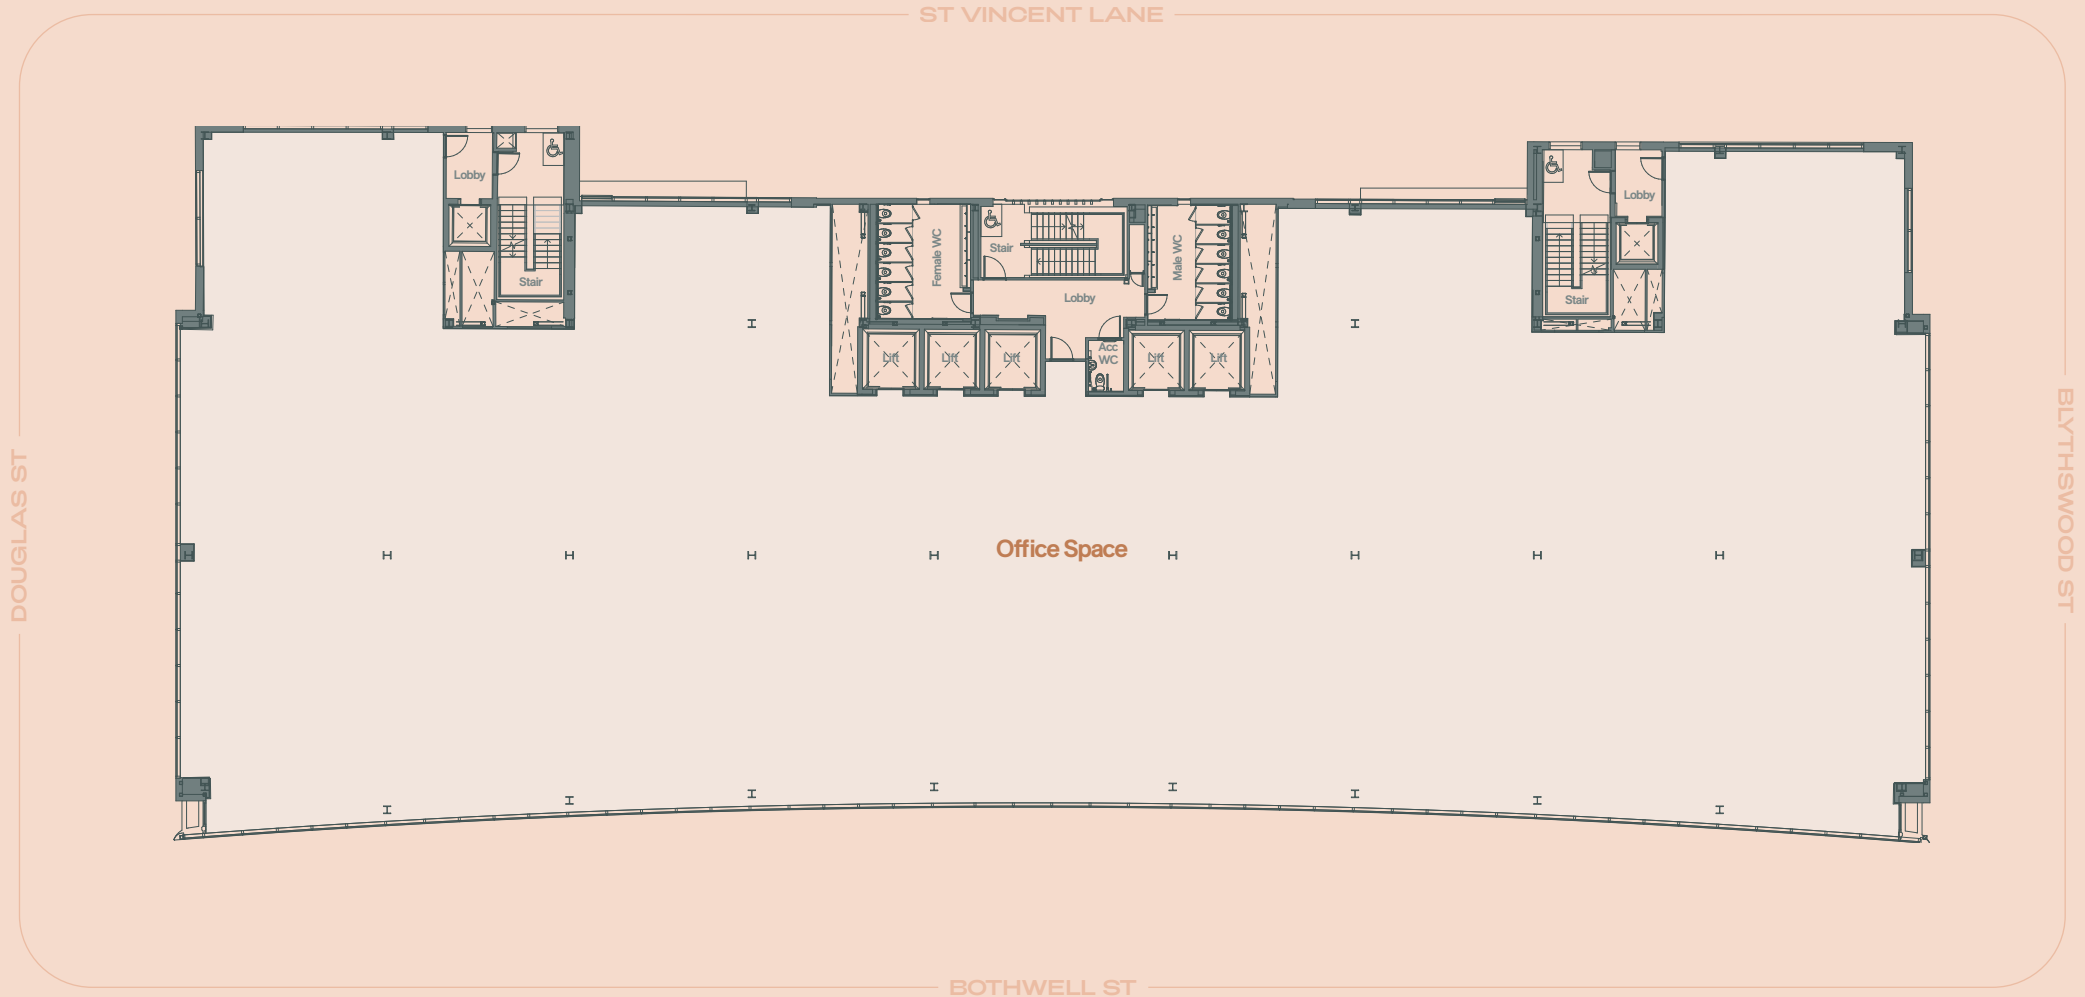 ST VINCENT LANE
Lobby
Lobby
Female WC
Stair
Male WC
Stair
Lobby
Stair
Lift
Lift
Lift
Acc
WC
Lift
Lift
DOUGLAS ST
Office Space
BLYTHSWOOD ST
BOTHWELL ST